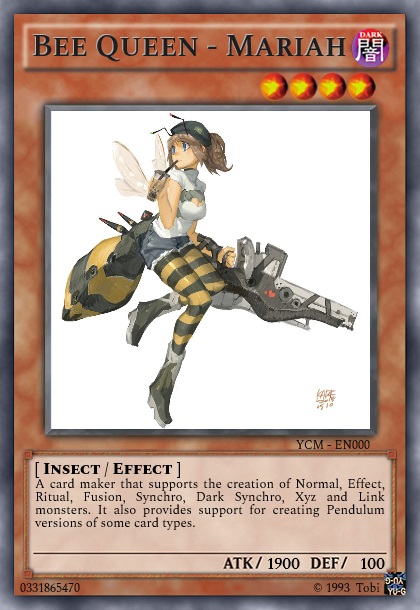 BEE QUEEN - MARIAH
DARK
闇
YCM - EN000
[ INSECT / EFFECT ]
A card maker that supports the creation of Normal, Effect,
Ritual, Fusion, Synchro, Dark Synchro, Xyz and Link
monsters. It also provides support for creating Pendulum
versions of some card types.
ATK/ 1900 DEF/ 100
0331865470
© 1993 Tobi